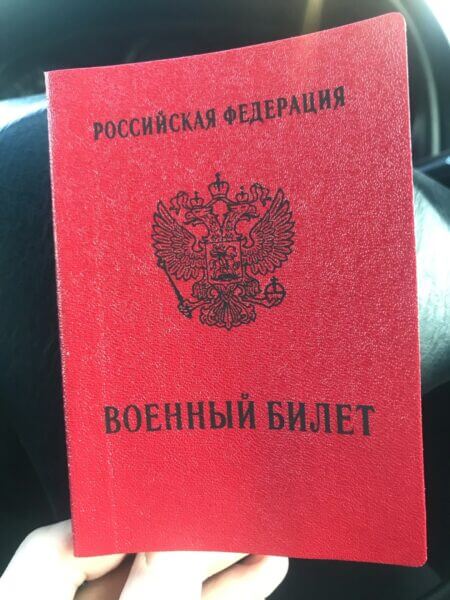 РОССИЙСКАЯ ФЕДЕРАЦИЯ
ВОЕННЫЙ БИЛЕТ